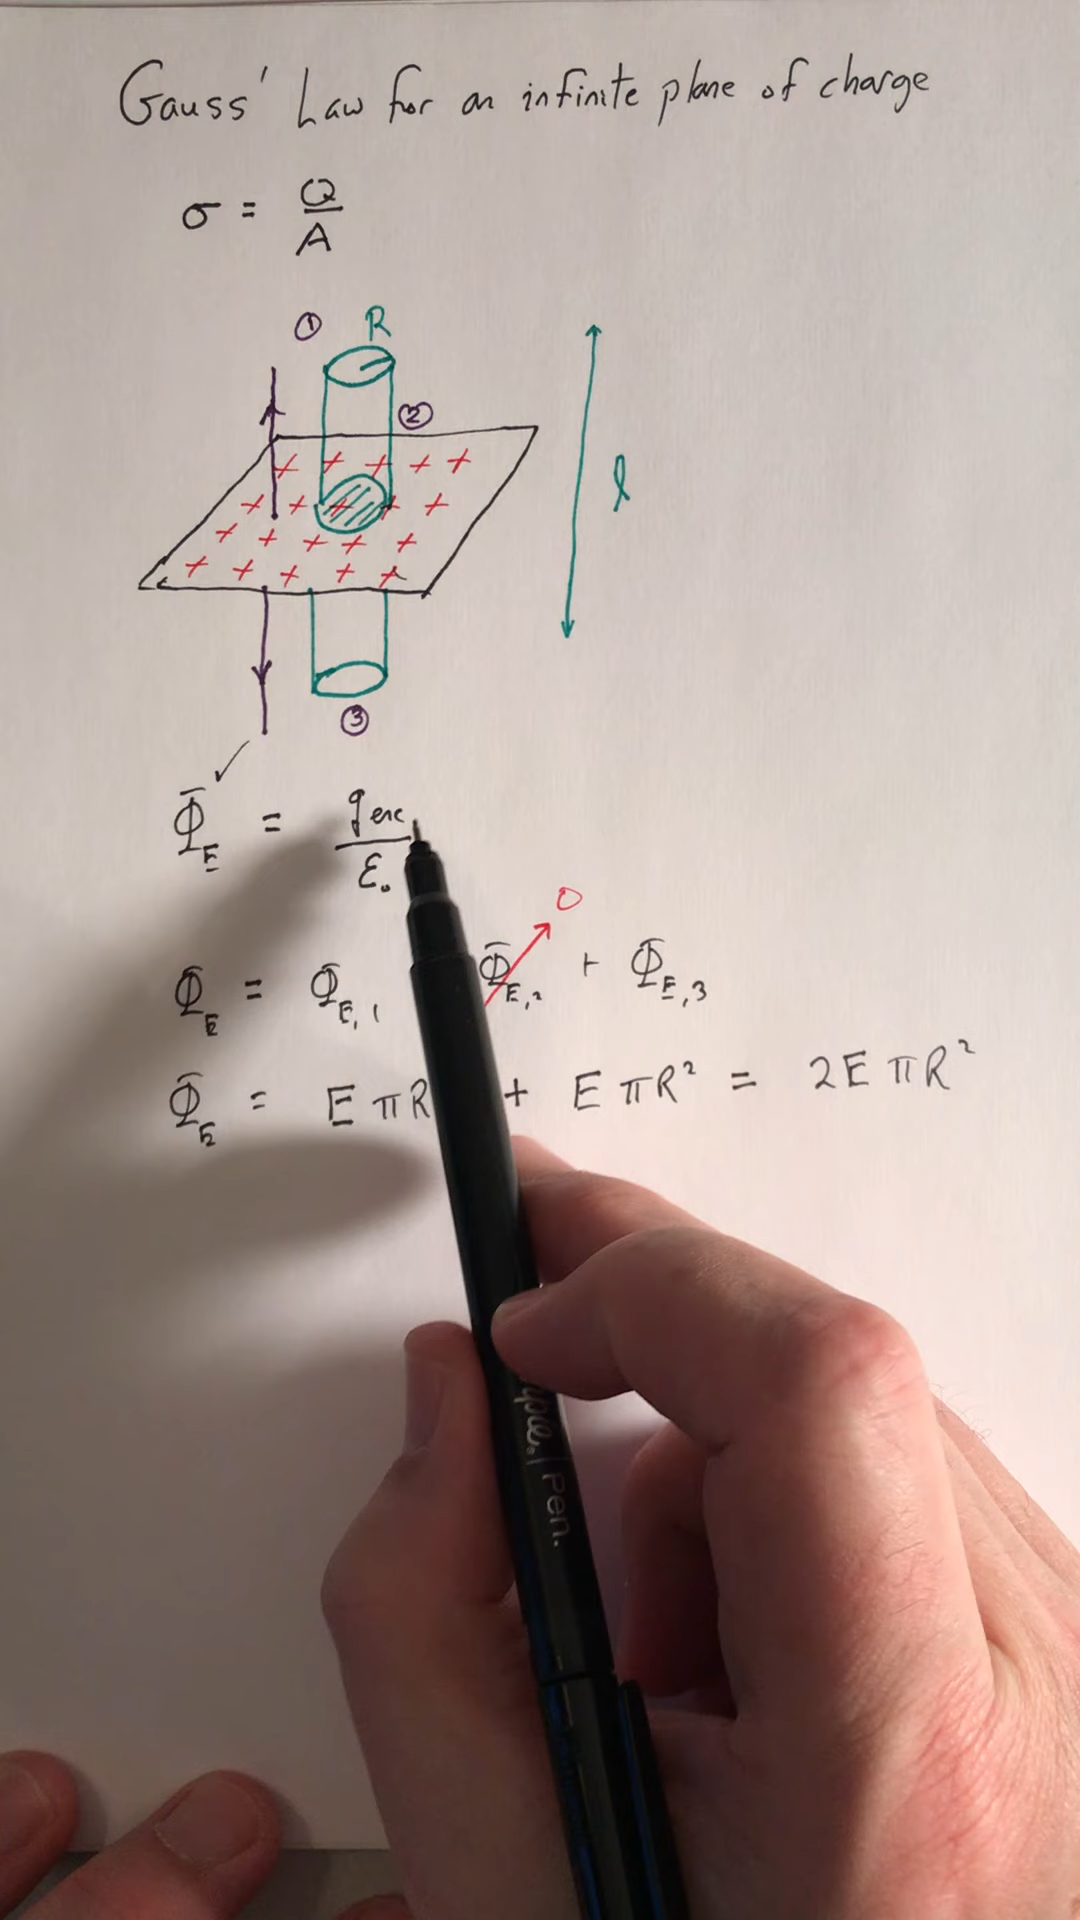 Gauss' Law for an infinite plane of charge
σ = Q/A
① R
②
l
③
Φ_E = q_enc/ε₀
0
Φ_E = Φ_E,1 Φ_E,2 + Φ_E,3
Φ_E = E π R + E π R² = 2 E π R²
Pen.